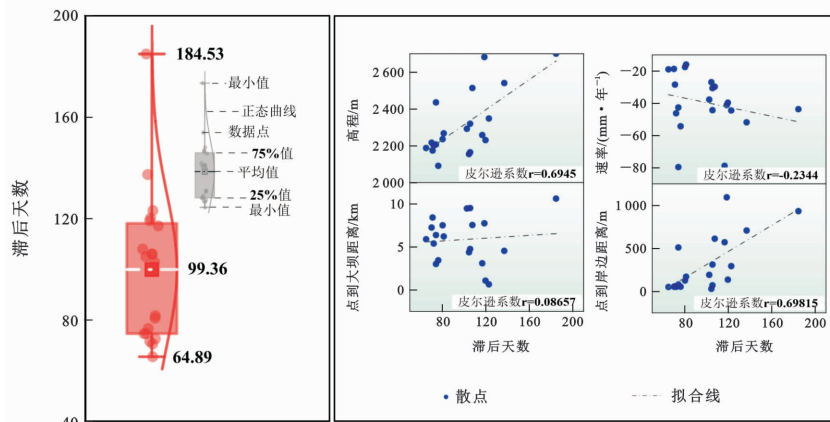 200
160
120
80
40
滞后天数
184.53
99.36
64.89
最小值
正态曲线
数据点
75%值
平均值
25%值
最小值
高程/m
2 600
2 400
2 200
2 000
皮尔逊系数r=0.6945
速率/(mm·年⁻¹)
−20
−40
−60
−80
皮尔逊系数r=-0.2344
点到大坝距离/km
10
5
0
皮尔逊系数r=0.08657
80 120 160 200
滞后天数
点到岸边距离/m
1 000
500
0
皮尔逊系数r=0.69815
80 120 160 200
滞后天数
散点
拟合线